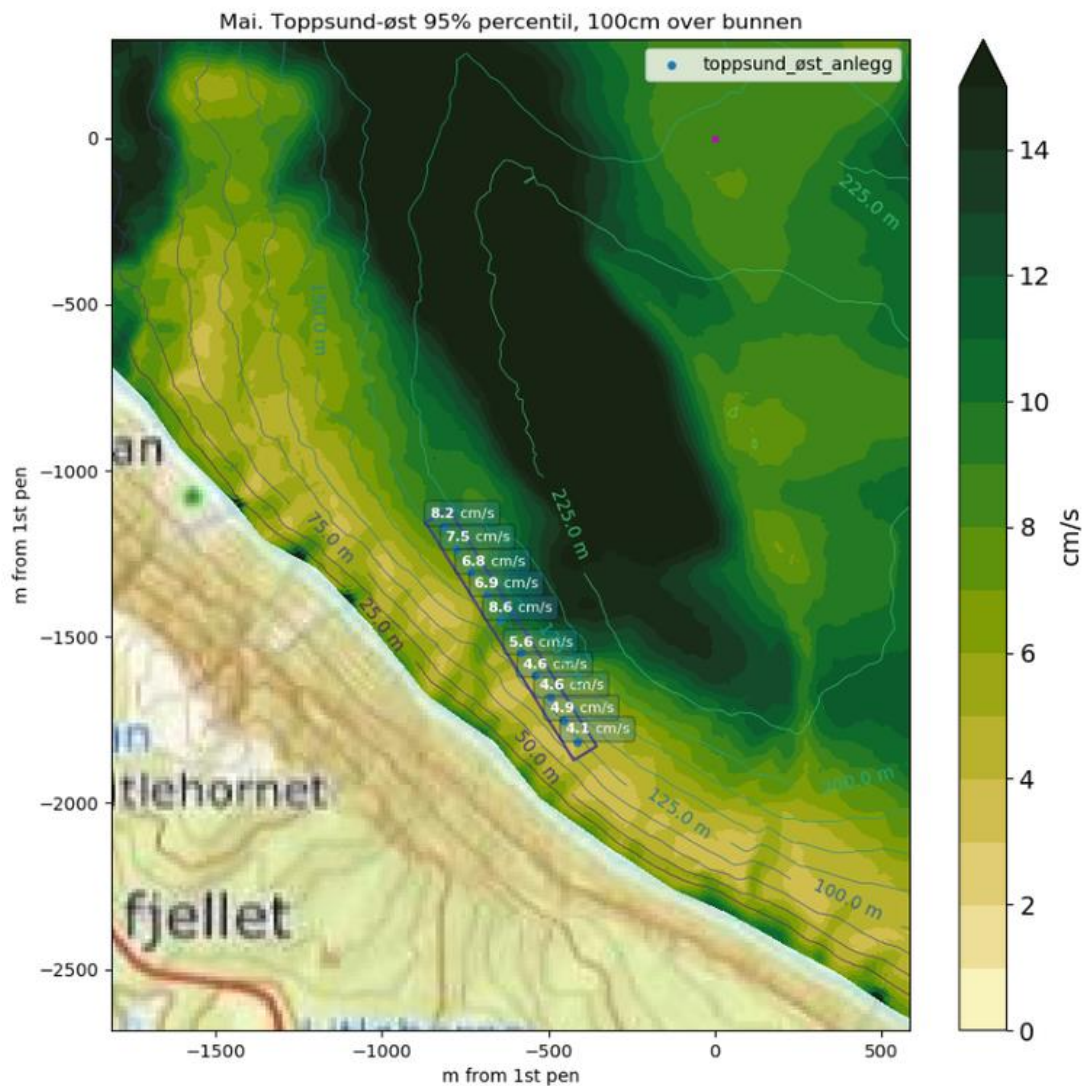 Mai. Toppsund-øst 95% percentil, 100cm over bunnen
toppsund_øst_anlegg
14
12
10
8
6
4
2
0
cm/s
0
−500
−1000
−1500
−2000
−2500
m from 1st pen
−1500
−1000
−500
0
500
m from 1st pen
225.0 m
225.0 m
75.0 m
25.0 m
50.0 m
125.0 m
100.0 m
8.2 cm/s
7.5 cm/s
6.8 cm/s
6.9 cm/s
8.6 cm/s
5.6 cm/s
4.6 cm/s
4.6 cm/s
4.9 cm/s
4.1 cm/s
an
tlehornet
fjellet